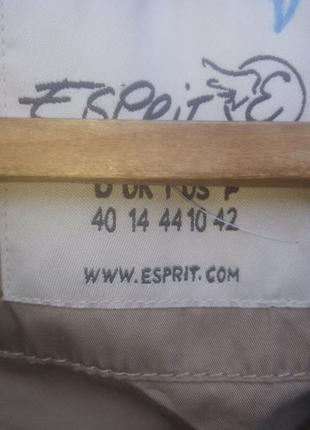 ESPRIT E
D UK I US F
40 14 44 10 42
WWW.ESPRIT.COM